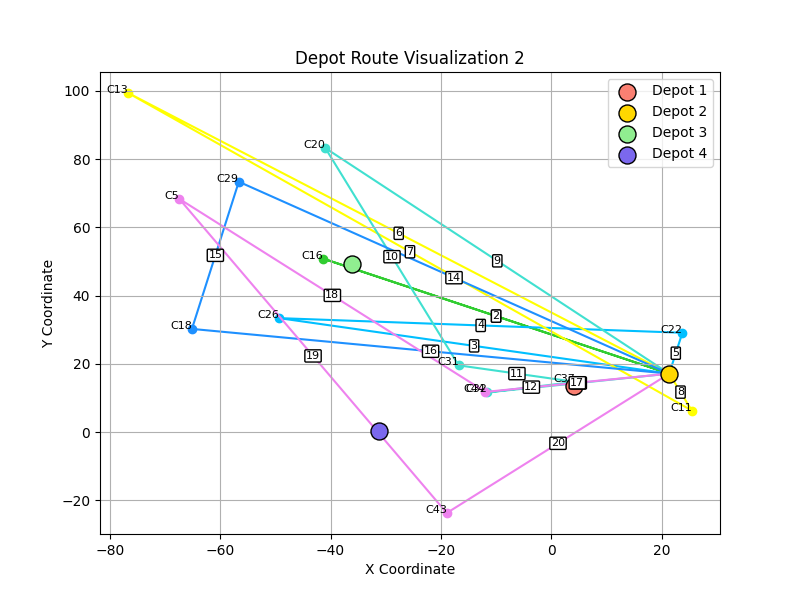 Depot Route Visualization 2
Depot 1
Depot 2
Depot 3
Depot 4
Y Coordinate
100
80
60
40
20
0
−20
C13
C20
C29
C5
6
7
10
9
15
C16
14
18
2
C26
4
C18
C22
3
5
19
16
C31
11
C37
17
12
8
C11
20
C43
−80
−60
−40
−20
0
20
X Coordinate